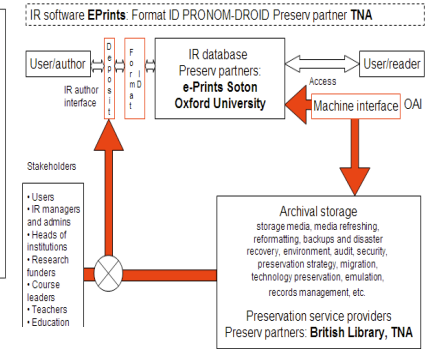 IR software EPrints: Format ID PRONOM-DROID Preserv partner TNA
User/author
IR author
interface
Deposit
Format
ID
IR database
Preserv partners:
e-Prints Soton
Oxford University
User/reader
Access
Machine interface
OAI
Stakeholders
• Users
• IR managers
and admins
• Heads of
institutions
• Research
funders
• Course
leaders
• Teachers
• Education
Archival storage
storage media, media refreshing,
reformatting, backups and disaster
recovery, environment, audit, security,
preservation strategy, migration,
technology preservation, emulation,
records management, etc.
Preservation service providers
Preserv partners: British Library, TNA